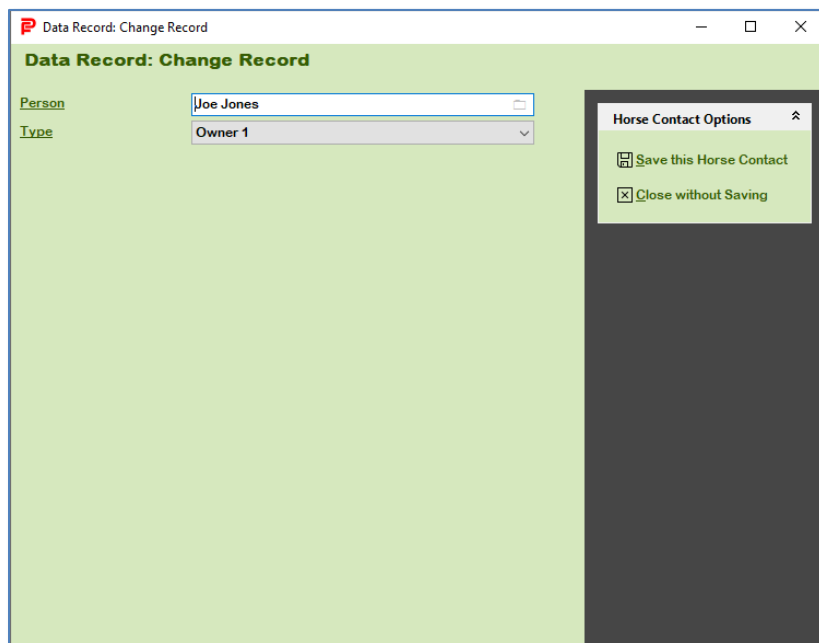 Data Record: Change Record
Data Record: Change Record
Person
Joe Jones
Type
Owner 1
Horse Contact Options
Save this Horse Contact
Close without Saving